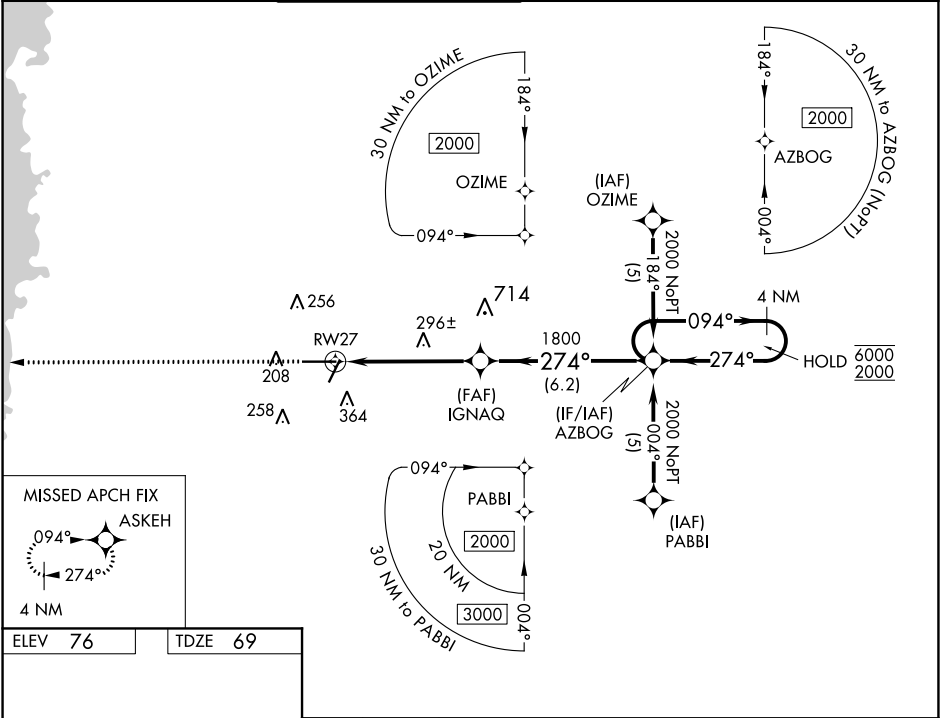 30 NM to OZIME
184°
2000
OZIME
094°
184°
30 NM to AZBOG (NoPT)
2000
AZBOG
004°
(IAF)
OZIME
2000 NoPT
184°
(5)
4 NM
094°
274°
HOLD
6000
2000
256
714
296±
RW27
208
258
364
1800
274°
(6.2)
(FAF)
IGNAQ
(IF/IAF)
AZBOG
2000 NoPT
004°
(5)
(IAF)
PABBI
094°
PABBI
2000
20 NM
3000
004°
30 NM to PABBI
MISSED APCH FIX
ASKEH
094°
274°
4 NM
ELEV 76
TDZE 69